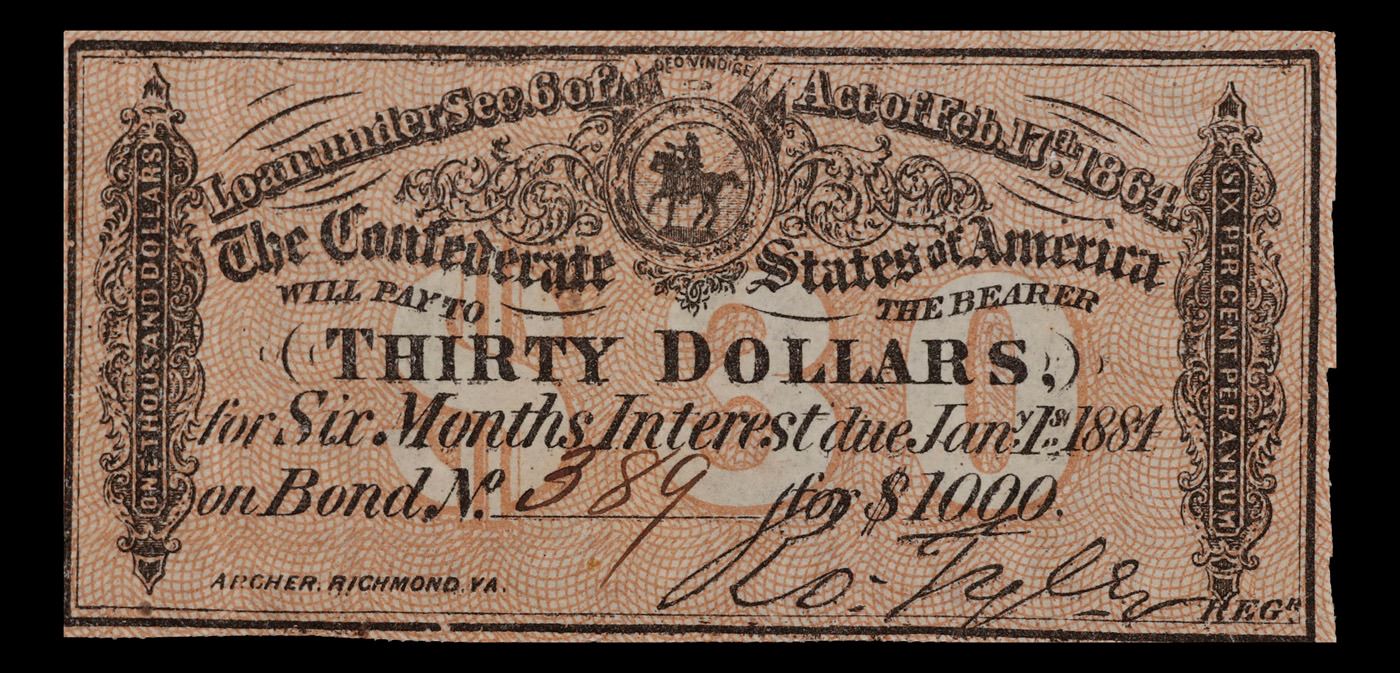 DEO VINDICE
Loan under Sec. 6 of Act of Feb. 17th, 1864.
The Confederate States of America
WILL PAY TO THE BEARER
$30
(THIRTY DOLLARS,)
for Six Months Interest due Jany. 1st. 1884
on Bond No. 389 for $1000.
Ro. Tyler
ARCHER, RICHMOND, VA.
REGR.
ONE THOUSAND DOLLARS
SIX PER CENT PER ANNUM